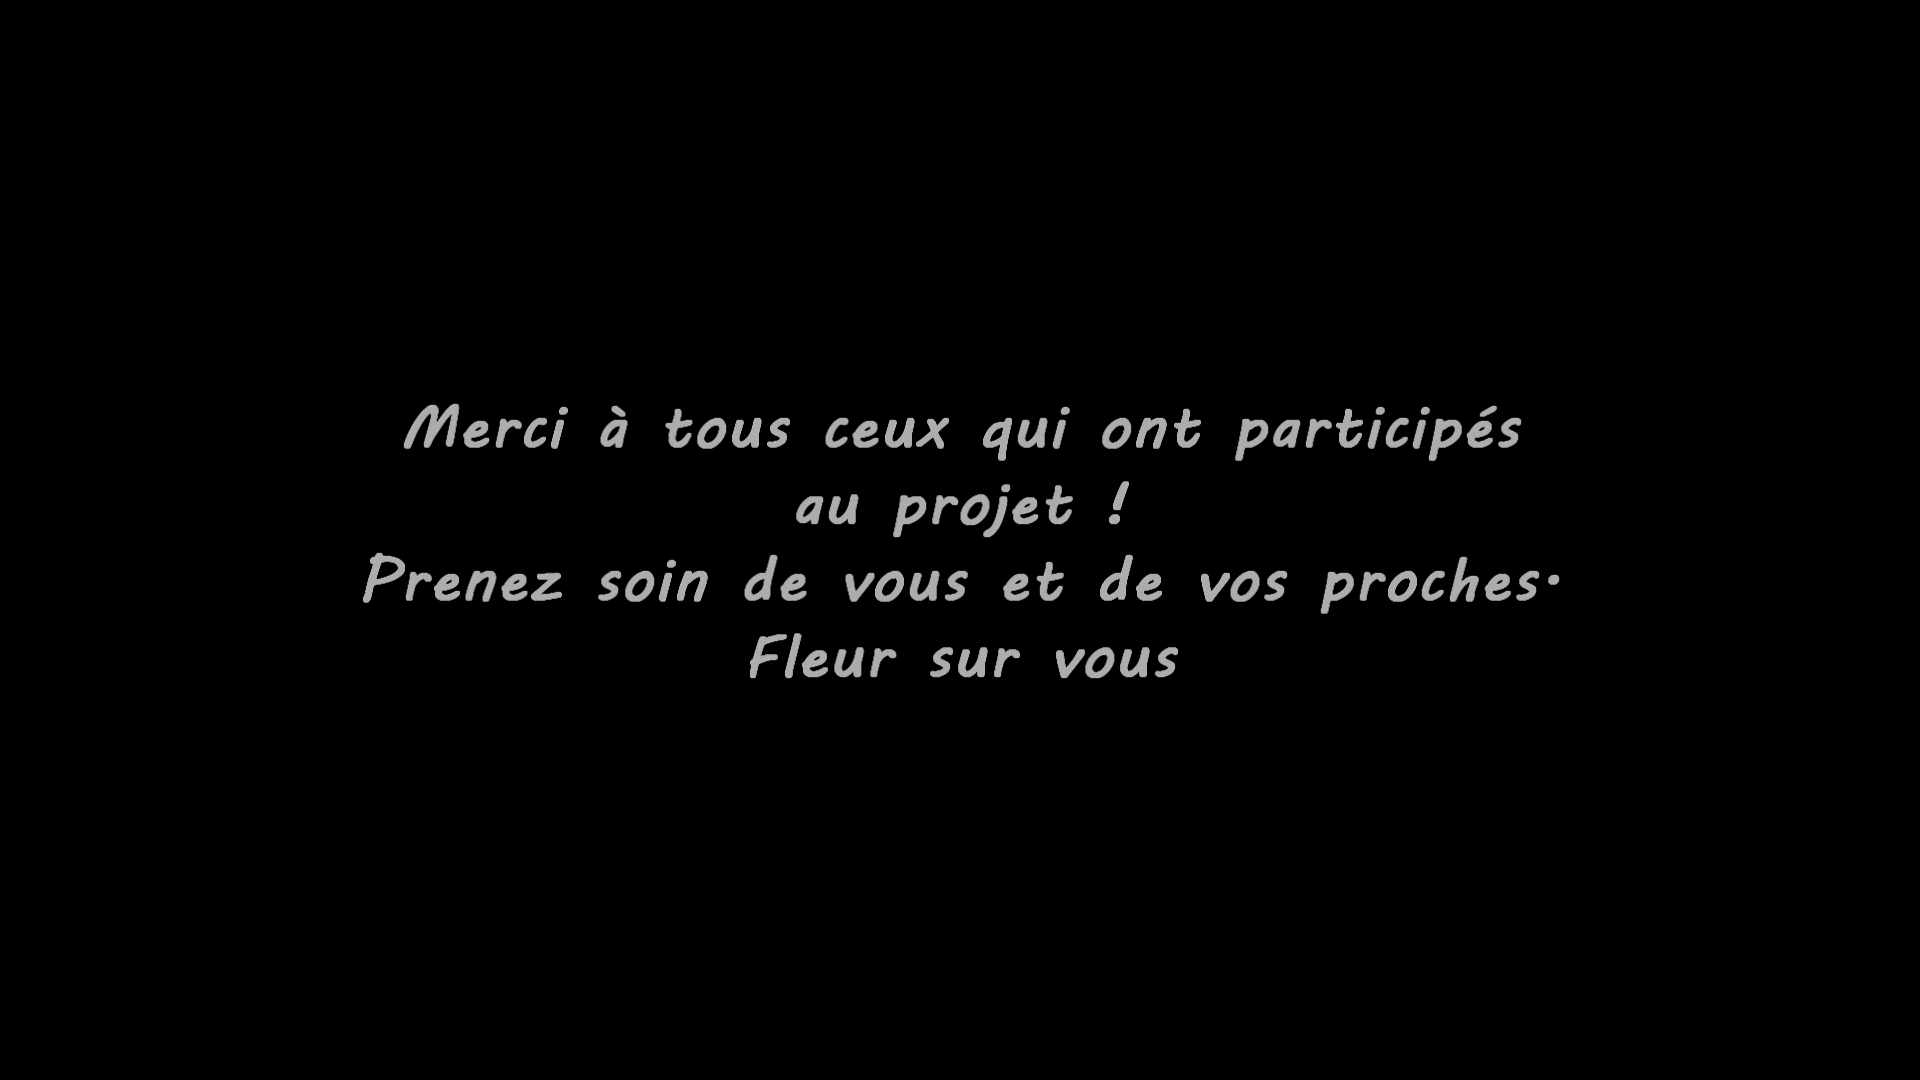 Merci à tous ceux qui ont participés
au projet !
Prenez soin de vous et de vos proches.
Fleur sur vous